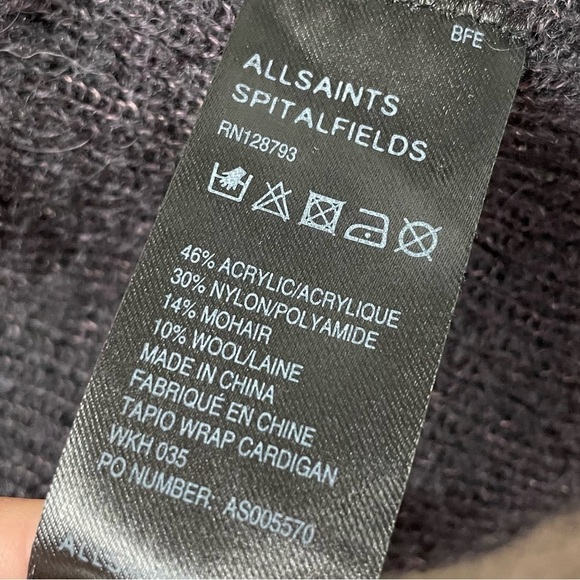 BFE
ALLSAINTS
SPITALFIELDS
RN128793
46% ACRYLIC/ACRYLIQUE
30% NYLON/POLYAMIDE
14% MOHAIR
10% WOOL/LAINE
MADE IN CHINA
FABRIQUÉ EN CHINE
TAPIO WRAP CARDIGAN
WKH 035
PO NUMBER: AS005570